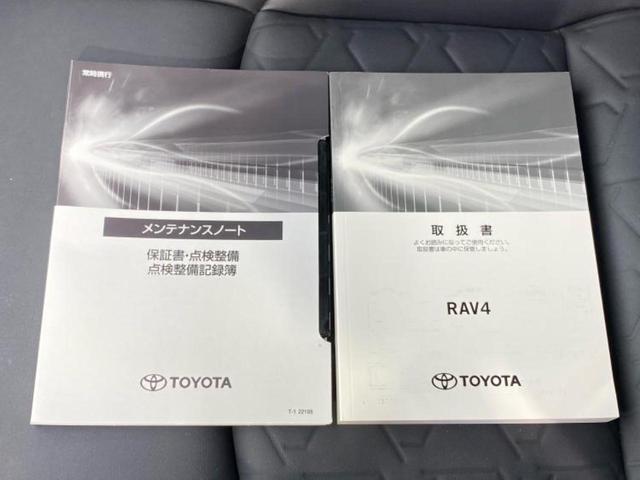 常時携行
メンテナンスノート
保証書・点検整備
点検整備記録簿
TOYOTA
T-1 22108
取扱書
よくお読みになってご使用ください。
取扱書は車の中に保管しましょう。
RAV4
TOYOTA